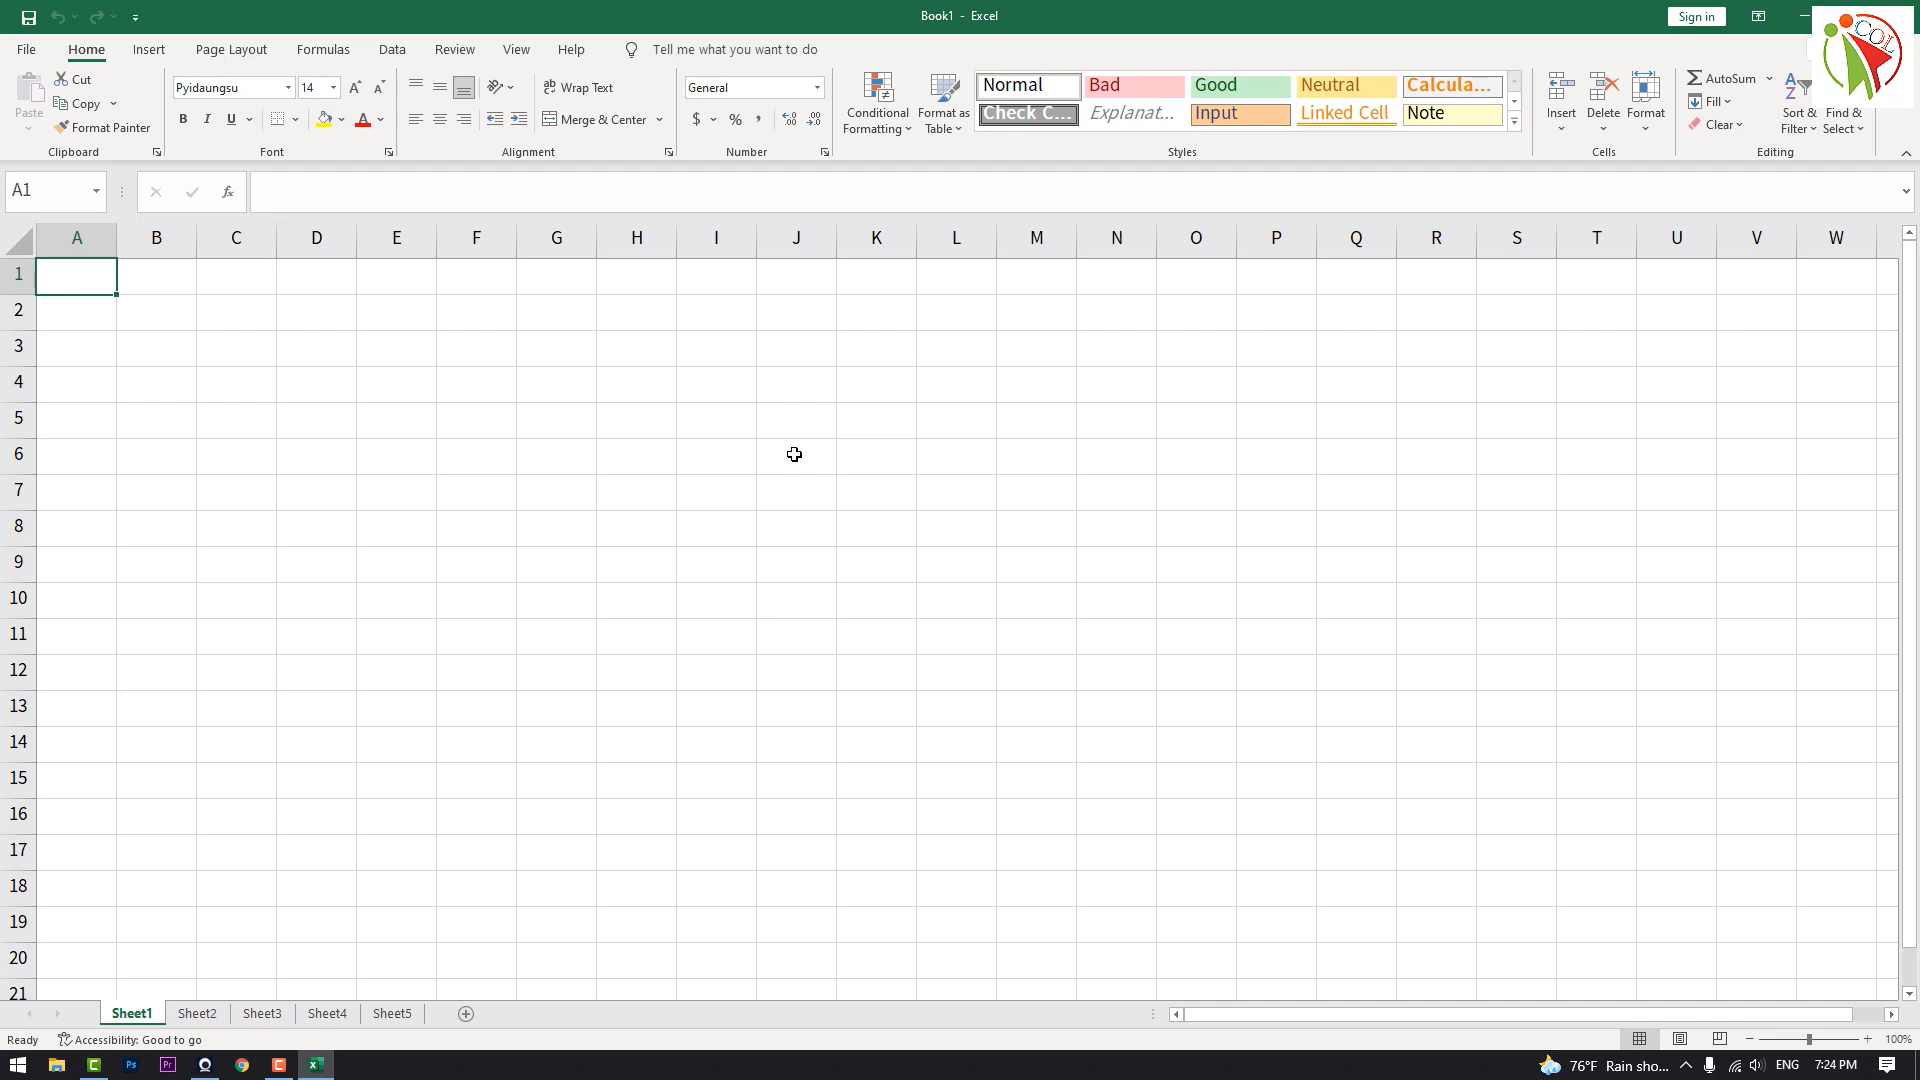 Book1 - Excel
Sign in
File Home Insert Page Layout Formulas Data Review View Help Tell me what you want to do
COL
Paste
Cut
Copy
Format Painter
Clipboard
Pyidaungsu 14
B I U
Font
Wrap Text
Merge & Center
Alignment
General
$ % ,
Number
Conditional Formatting
Format as Table
Normal Bad Good Neutral Calcula...
Check C... Explanat... Input Linked Cell Note
Styles
Insert Delete Format
Cells
AutoSum
Fill
Clear
Sort & Filter
Find & Select
Editing
A1
fx
A B C D E F G H I J K L M N O P Q R S T U V W
1
2
3
4
5
6
7
8
9
10
11
12
13
14
15
16
17
18
19
20
21
Sheet1 Sheet2 Sheet3 Sheet4 Sheet5
Ready Accessibility: Good to go 100%
Ps Pr 76°F Rain sho... ENG 7:24 PM